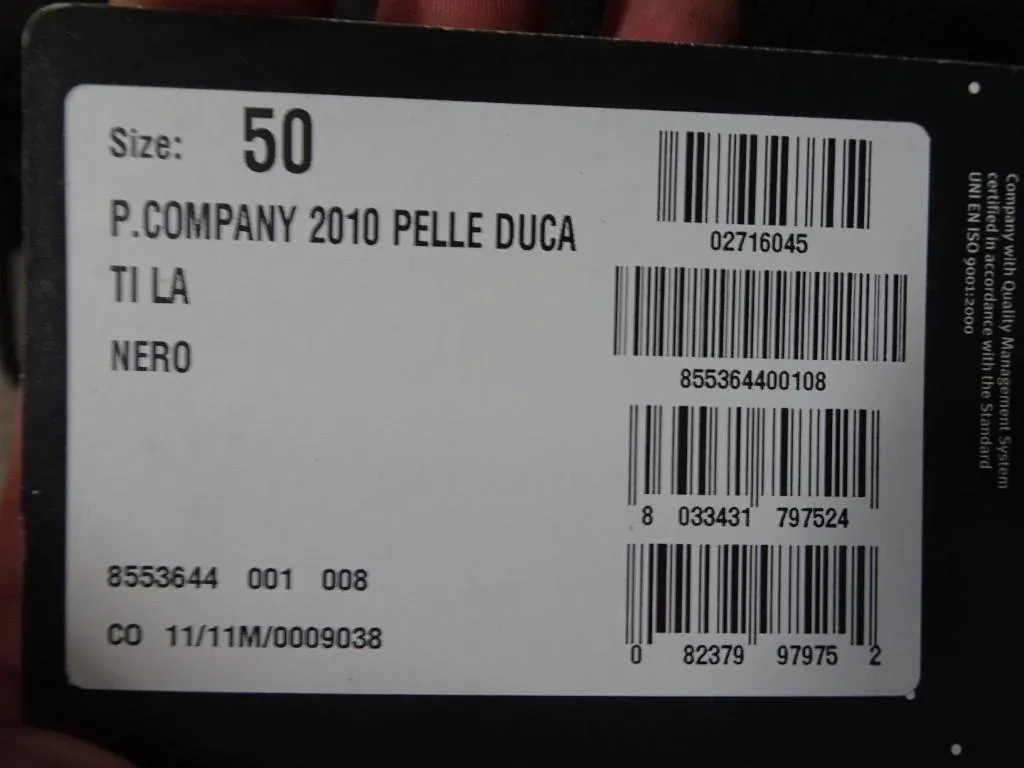 Size: 50
P.COMPANY 2010 PELLE DUCA
TI LA
NERO
8553644 001 008
CO 11/11M/0009038
02716045
855364400108
8 033431 797524
0 82379 97975 2
Company with Quality Management System
certified in accordance with the Standard
UNI EN ISO 9001:2000